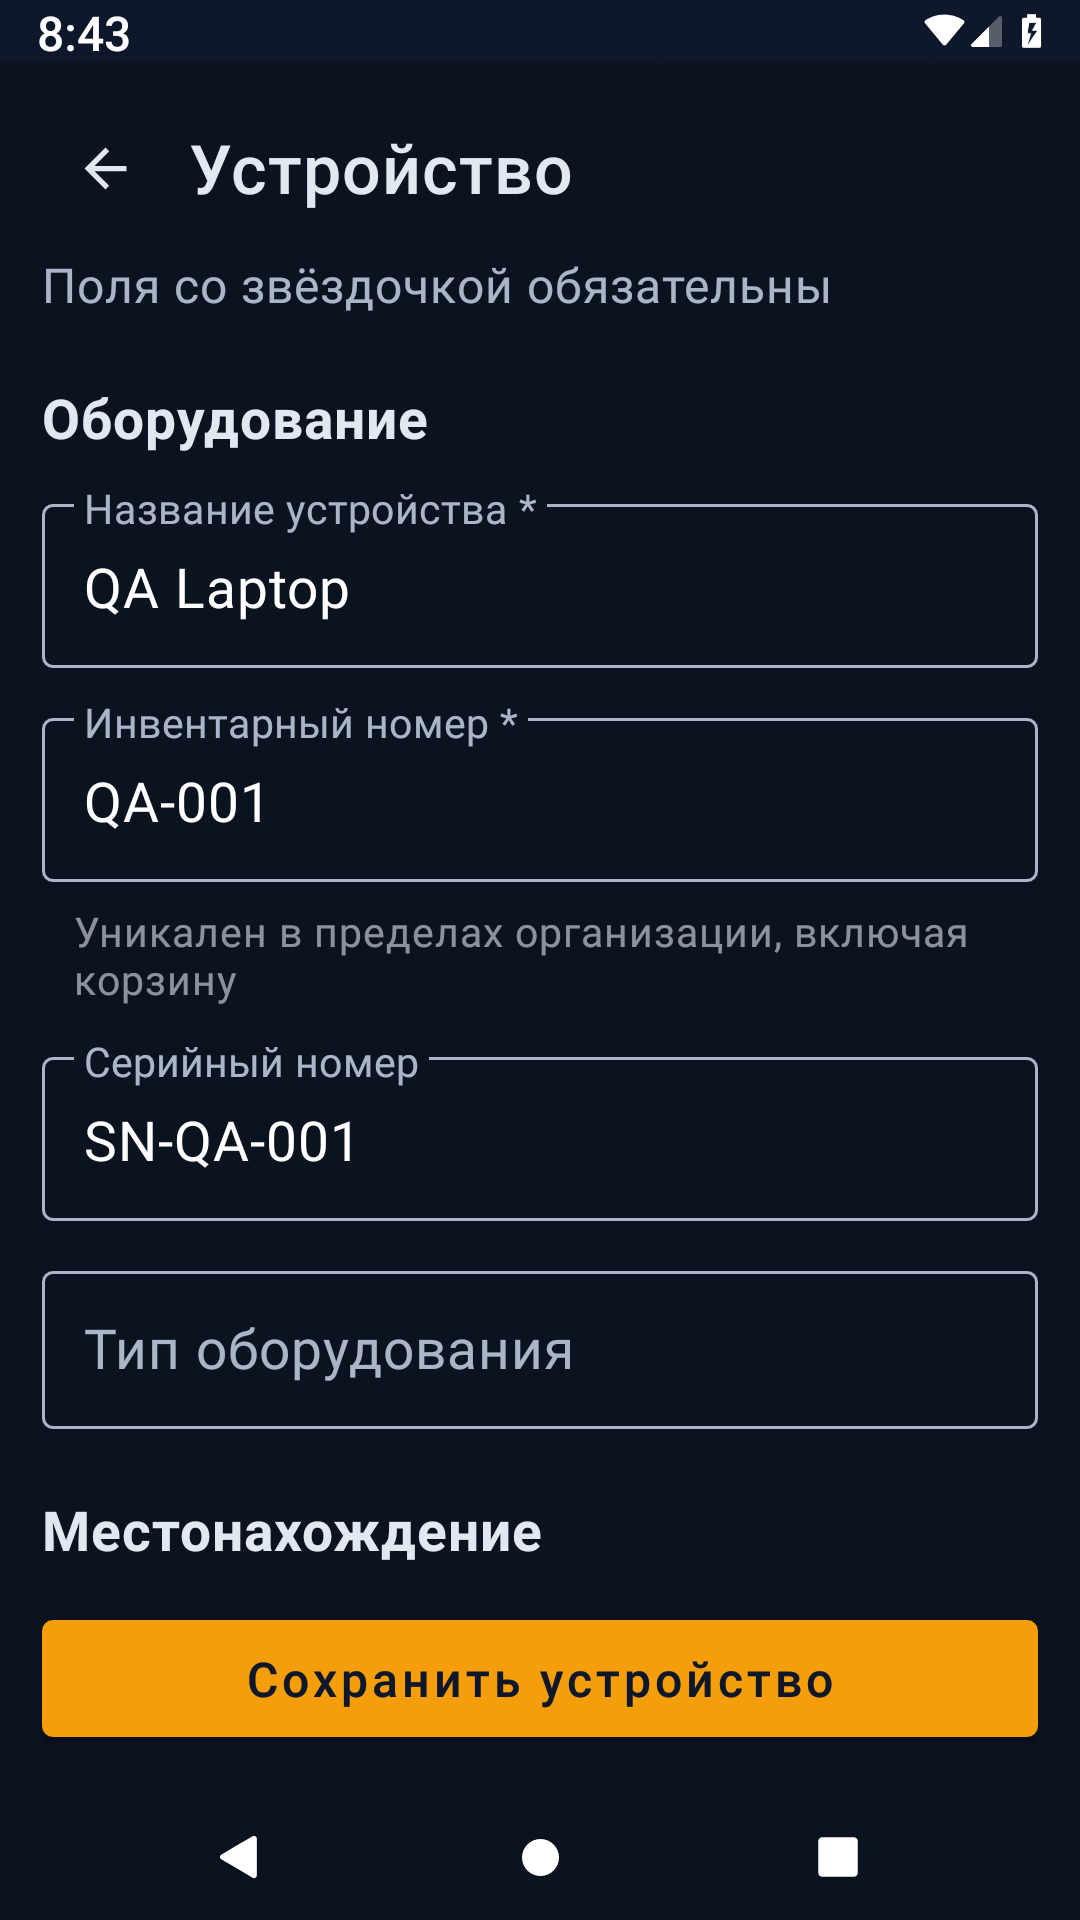 8:43
Устройство
Поля со звёздочкой обязательны
Оборудование
Название устройства *
QA Laptop
Инвентарный номер *
QA-001
Уникален в пределах организации, включая
корзину
Серийный номер
SN-QA-001
Тип оборудования
Местонахождение
Сохранить устройство